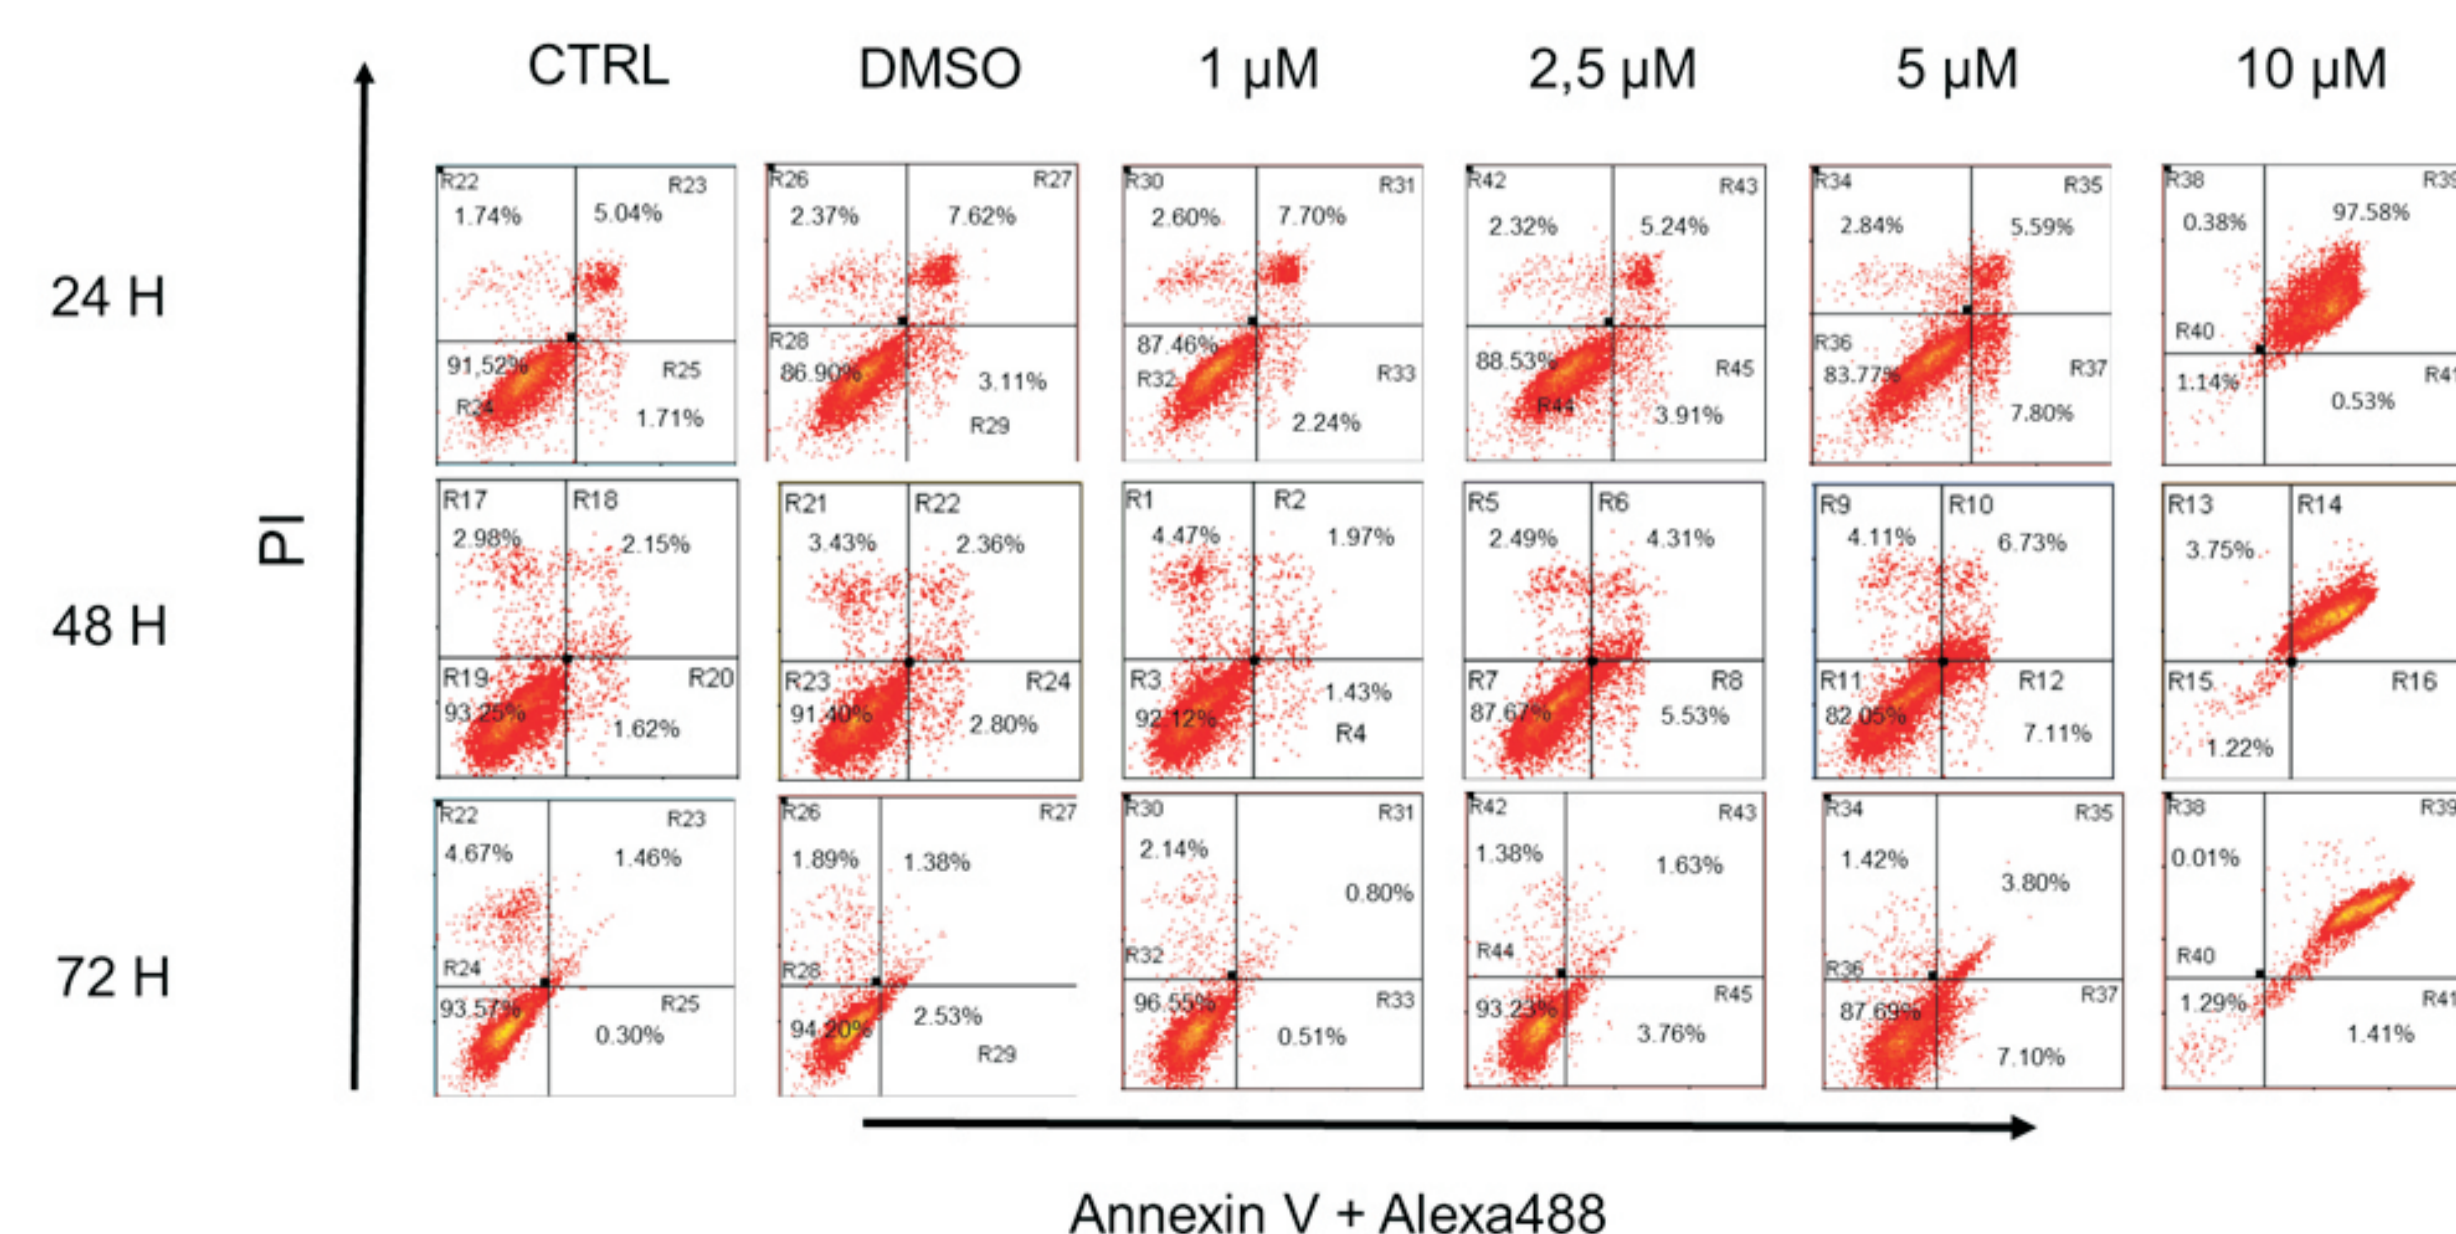 CTRL DMSO 1 µM 2,5 µM 5 µM 10 µM
24 H
R22 R23
1.74% 5.04%
91,52% R25
R24 1.71%
R26 R27
2.37% 7.62%
R28
86.90% 3.11%
R29
R30 R31
2.60% 7.70%
87.46%
R32 R33
2.24%
R42 R43
2.32% 5.24%
88.53% R45
R44 3.91%
R34 R35
2.84% 5.59%
R36
83.77% R37
7.80%
R38 R39
0.38% 97.58%
R40
1.14% R41
0.53%
PI
48 H
R17 R18
2.98% 2.15%
R19 R20
93.25% 1.62%
R21 R22
3.43% 2.36%
R23 R24
91.40% 2.80%
R1 R2
4.47% 1.97%
R3 1.43%
92.12% R4
R5 R6
2.49% 4.31%
R7 R8
87.67% 5.53%
R9 R10
4.11% 6.73%
R11 R12
82.05% 7.11%
R13 R14
3.75%
R15 R16
1.22%
72 H
R22 R23
4.67% 1.46%
R24
93.57% R25
0.30%
R26 R27
1.89% 1.38%
R28
94.20% 2.53%
R29
R30 R31
2.14% 0.80%
R32
96.55% R33
0.51%
R42 R43
1.38% 1.63%
R44
93.23% R45
3.76%
R34 R35
1.42% 3.80%
R36
87.69% R37
7.10%
R38 R39
0.01%
R40
1.29% R41
1.41%
Annexin V + Alexa488